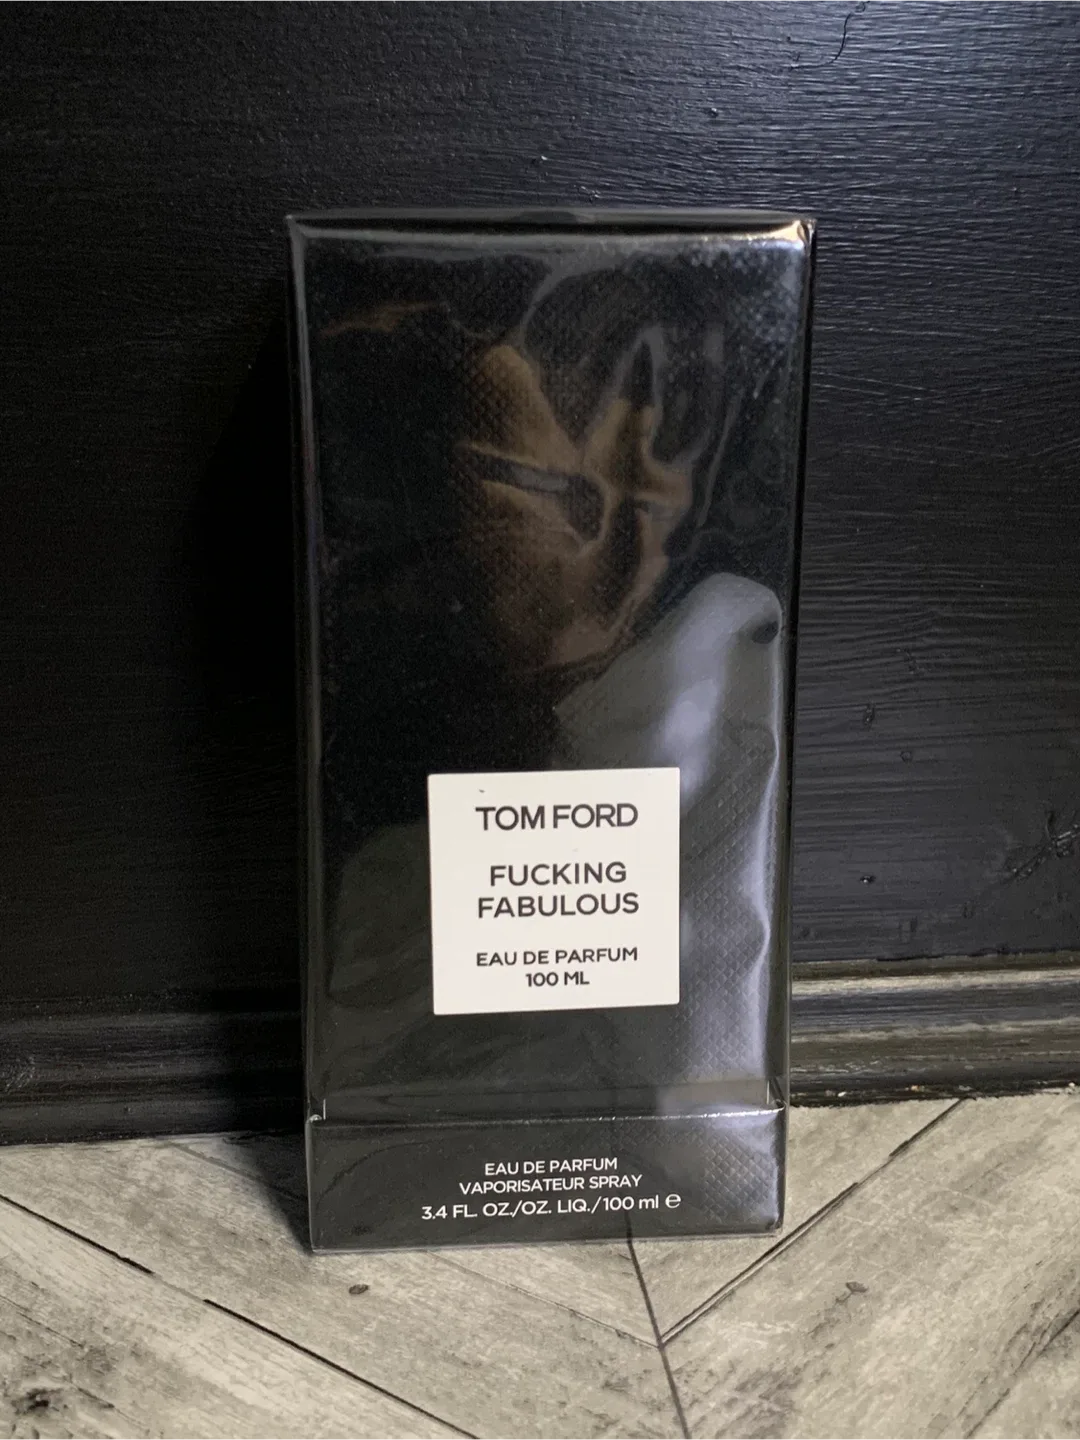 TOM FORD
FUCKING
FABULOUS
EAU DE PARFUM
100 ML
EAU DE PARFUM
VAPORISATEUR SPRAY
3.4 FL. OZ./OZ. LIQ./100 ml ℮